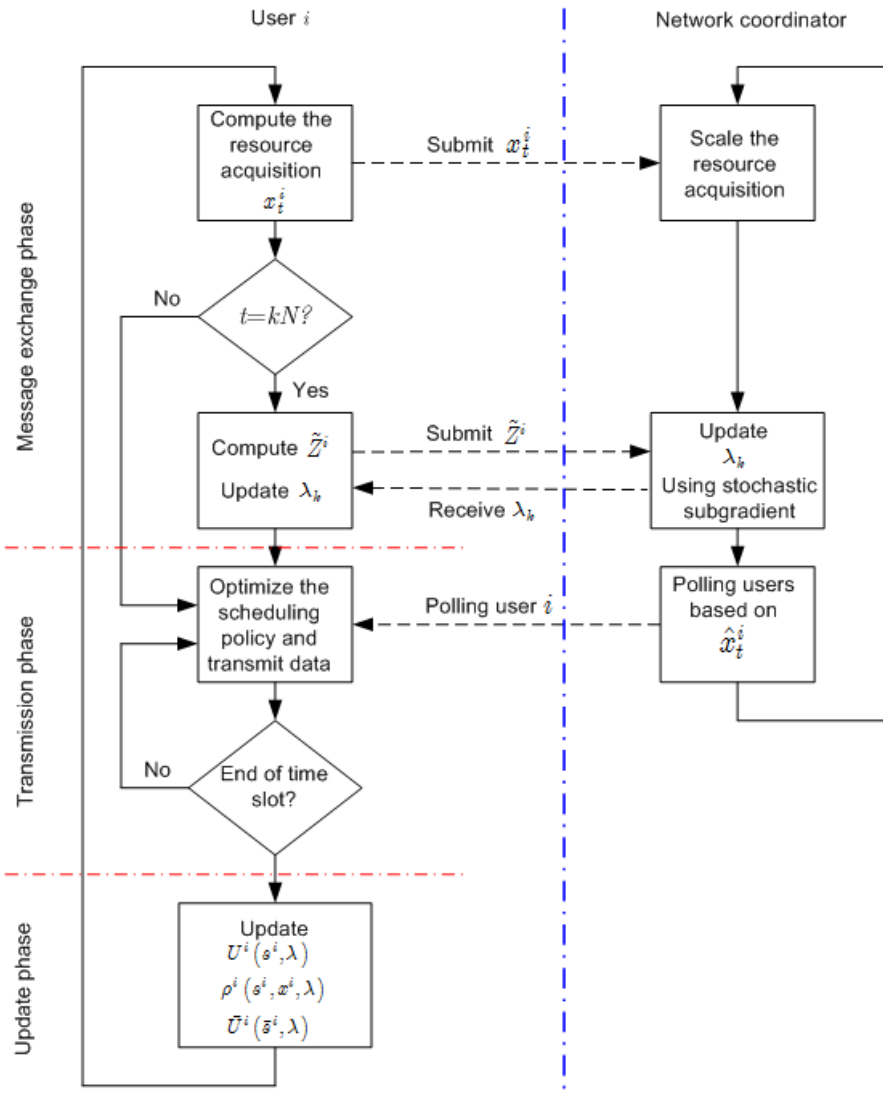 User i
Network coordinator
Message exchange phase
Compute the
resource
acquisition
x_t^i
Submit x_t^i
Scale the
resource
acquisition
t=kN?
No
Yes
Compute Z̃^i
Update λ_k
Submit Z̃^i
Receive λ_k
Update
λ_k
Using stochastic
subgradient
Transmission phase
Optimize the
scheduling
policy and
transmit data
Polling user i
Polling users
based on
x̂_t^i
No
End of time
slot?
Update phase
Update
U^i (s^i, λ)
ρ^i (s^i, x^i, λ)
Ū^i (s̄^i, λ)